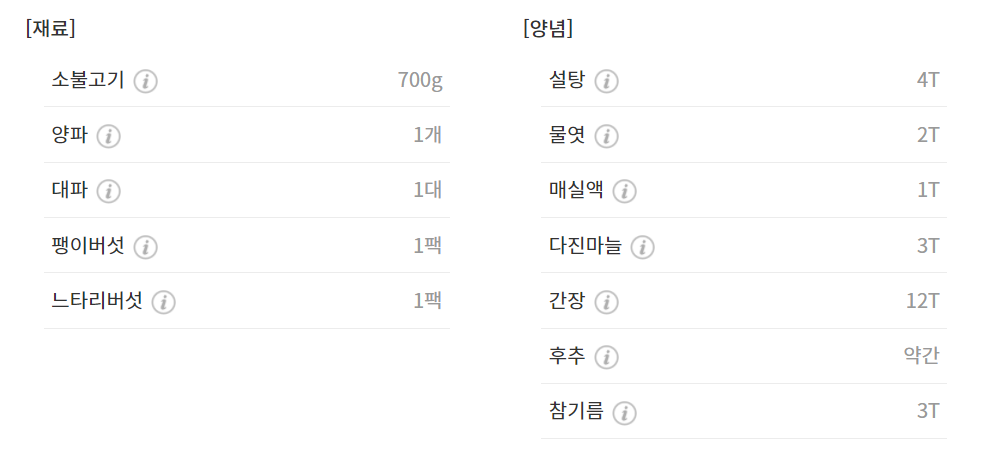 [재료]
소불고기 700g
양파 1개
대파 1대
팽이버섯 1팩
느타리버섯 1팩
[양념]
설탕 4T
물엿 2T
매실액 1T
다진마늘 3T
간장 12T
후추 약간
참기름 3T